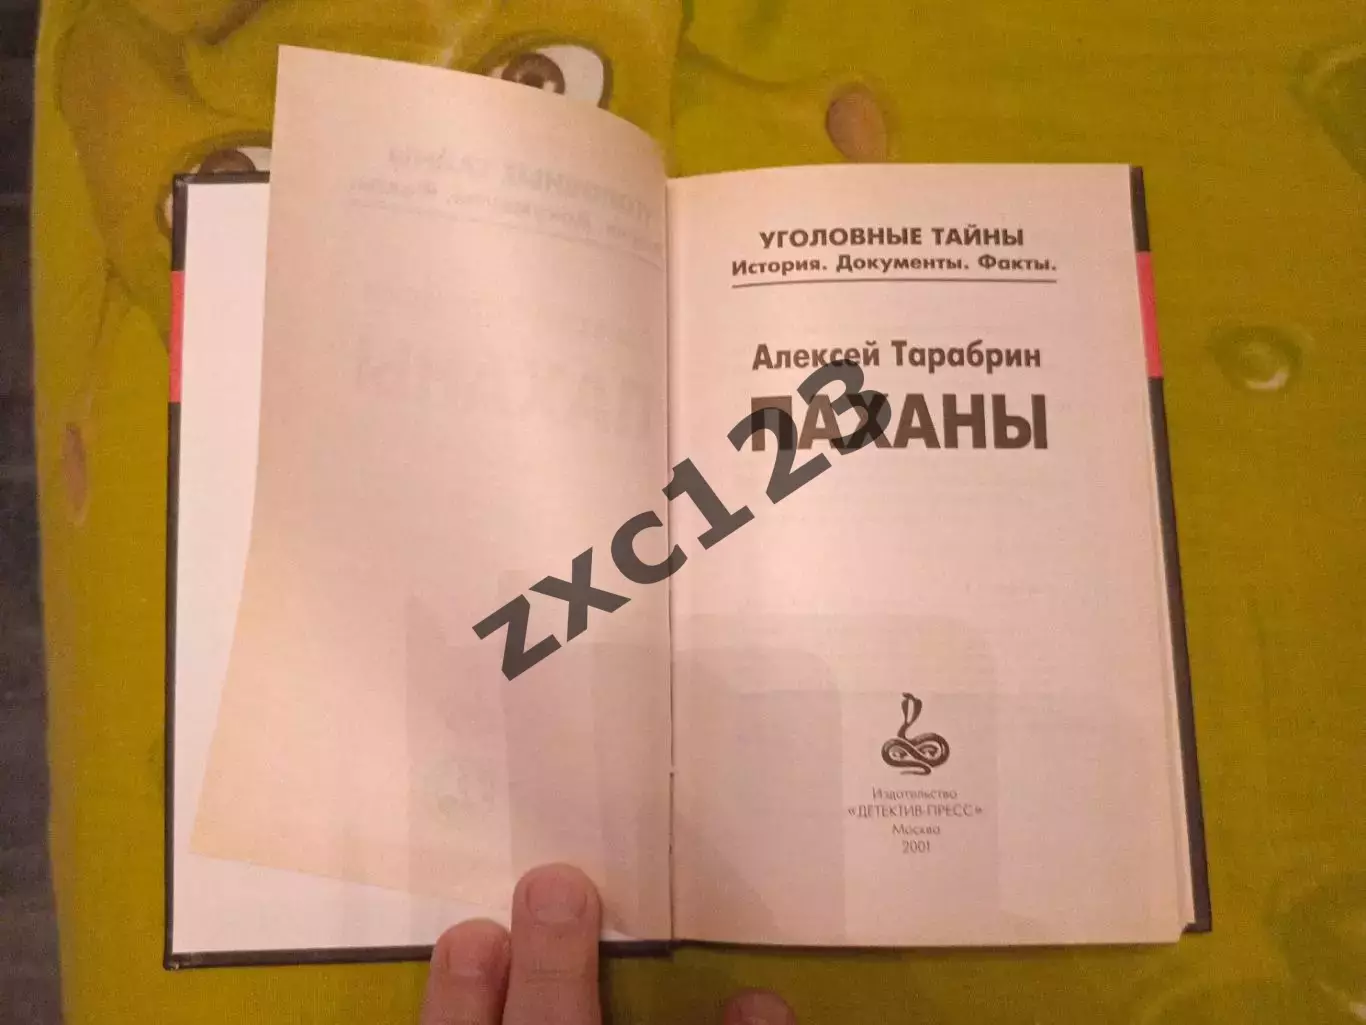 УГОЛОВНЫЕ ТАЙНЫ
История. Документы. Факты.
Алексей Тарабрин
ПАХАНЫ
zxc123
Издательство
«ДЕТЕКТИВ-ПРЕСС»
Москва
2001